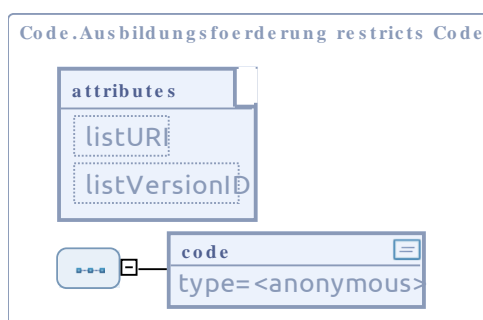 Code.Ausbildungsfoerderung restricts Code
attributes
listURI
listVersionID
code
type=<anonymous>